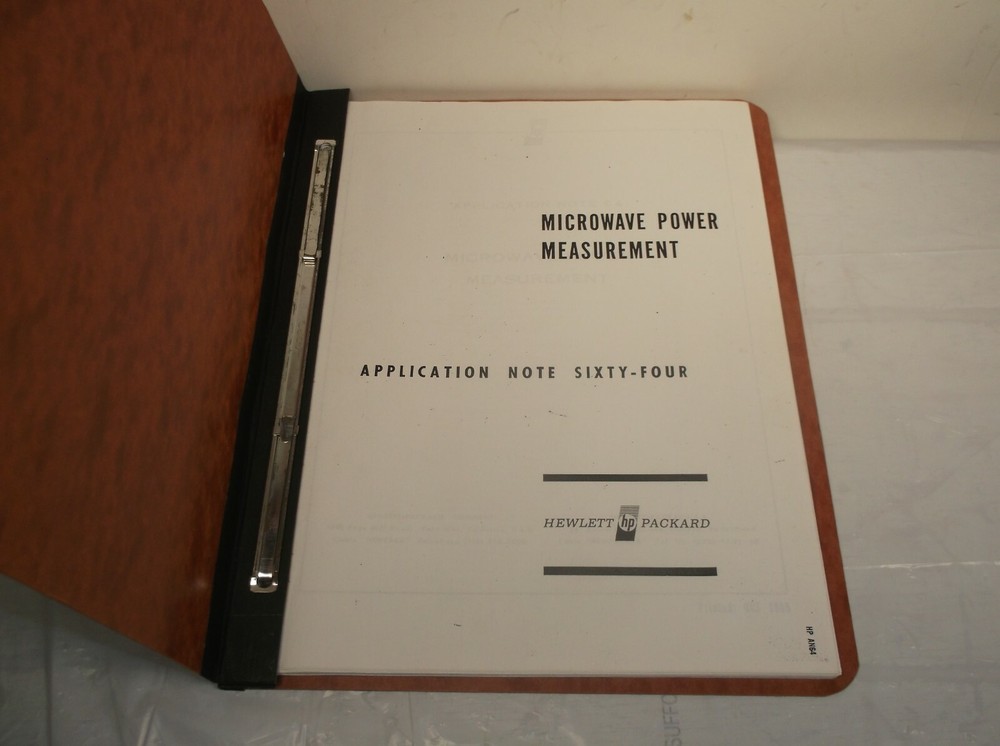 MICROWAVE POWER
MEASUREMENT
APPLICATION NOTE SIXTY-FOUR
HEWLETT hp PACKARD
HP AN64